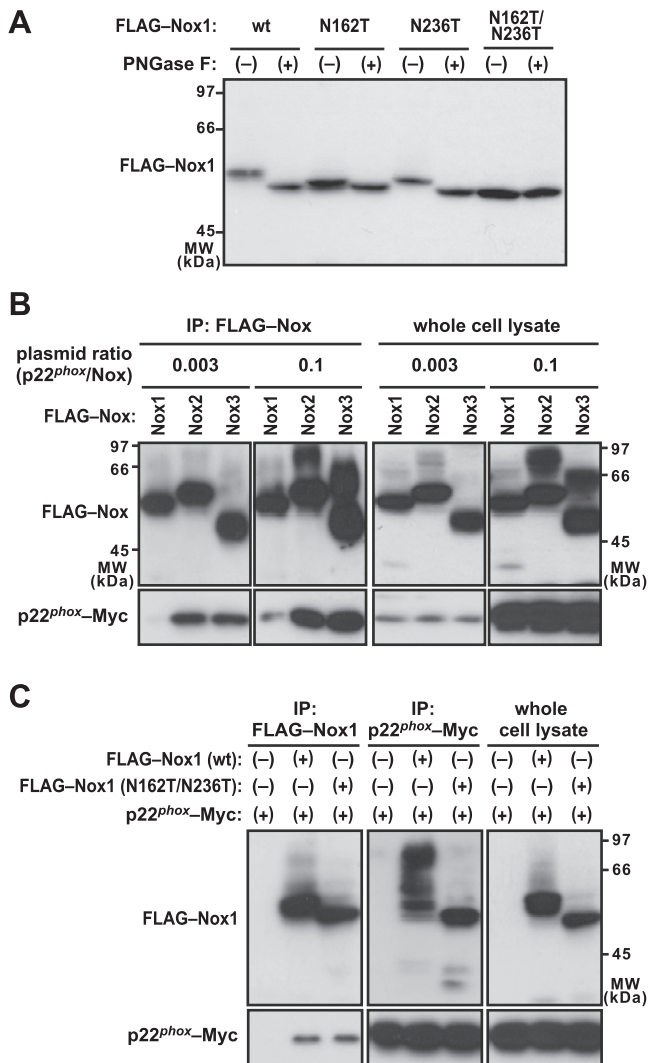 A
FLAG–Nox1: wt N162T N236T N162T/
N236T
PNGase F: (–) (+) (–) (+) (–) (+) (–) (+)
97
66
FLAG–Nox1
45
MW
(kDa)
B
IP: FLAG–Nox whole cell lysate
plasmid ratio
(p22phox/Nox) 0.003 0.1 0.003 0.1
FLAG–Nox: Nox1 Nox2 Nox3 Nox1 Nox2 Nox3 Nox1 Nox2 Nox3 Nox1 Nox2 Nox3
97 97
66 66
FLAG–Nox
45 45
MW MW
(kDa) (kDa)
p22phox–Myc
C
IP: IP: whole
FLAG–Nox1 p22phox–Myc cell lysate
FLAG–Nox1 (wt): (–) (+) (–) (–) (+) (–) (–) (+) (–)
FLAG–Nox1 (N162T/N236T): (–) (–) (+) (–) (–) (+) (–) (–) (+)
p22phox–Myc: (+) (+) (+) (+) (+) (+) (+) (+) (+)
97
66
FLAG–Nox1
45
MW
(kDa)
p22phox–Myc